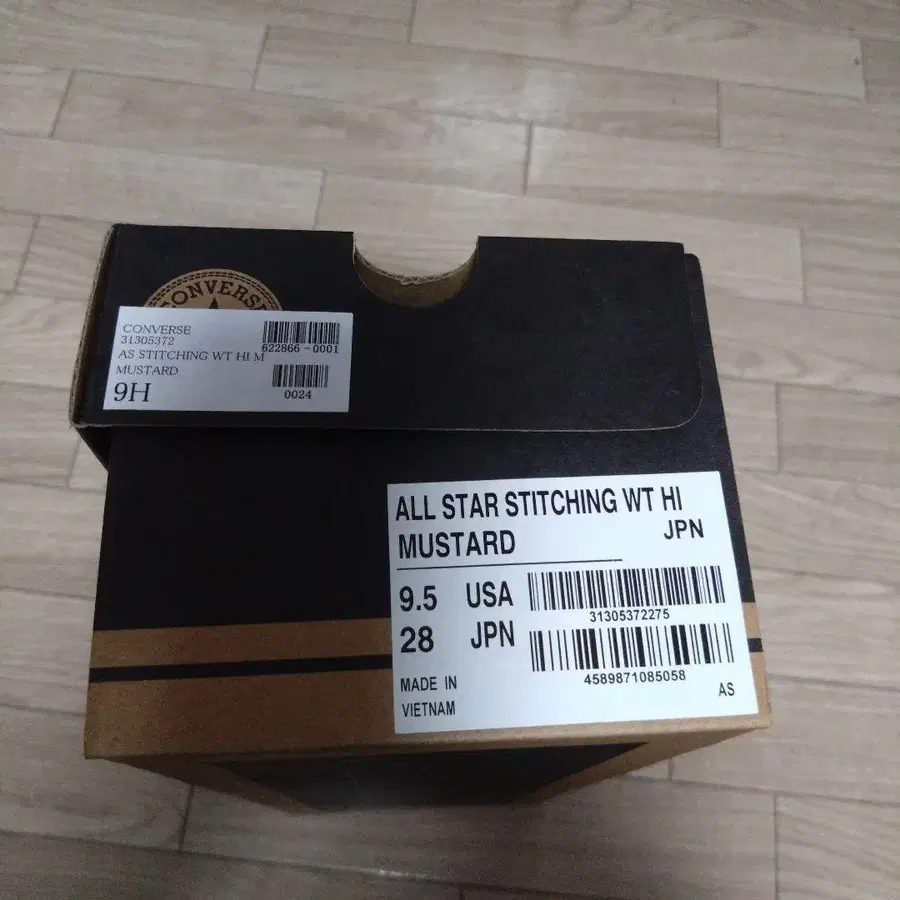 CONVERSE
CONVERSE
31305372
622866-0001
AS STITCHING WT HI M
MUSTARD
9H
0024
ALL STAR STITCHING WT HI
MUSTARD
JPN
9.5 USA
31305372275
28 JPN
4589871085058
MADE IN
VIETNAM
AS